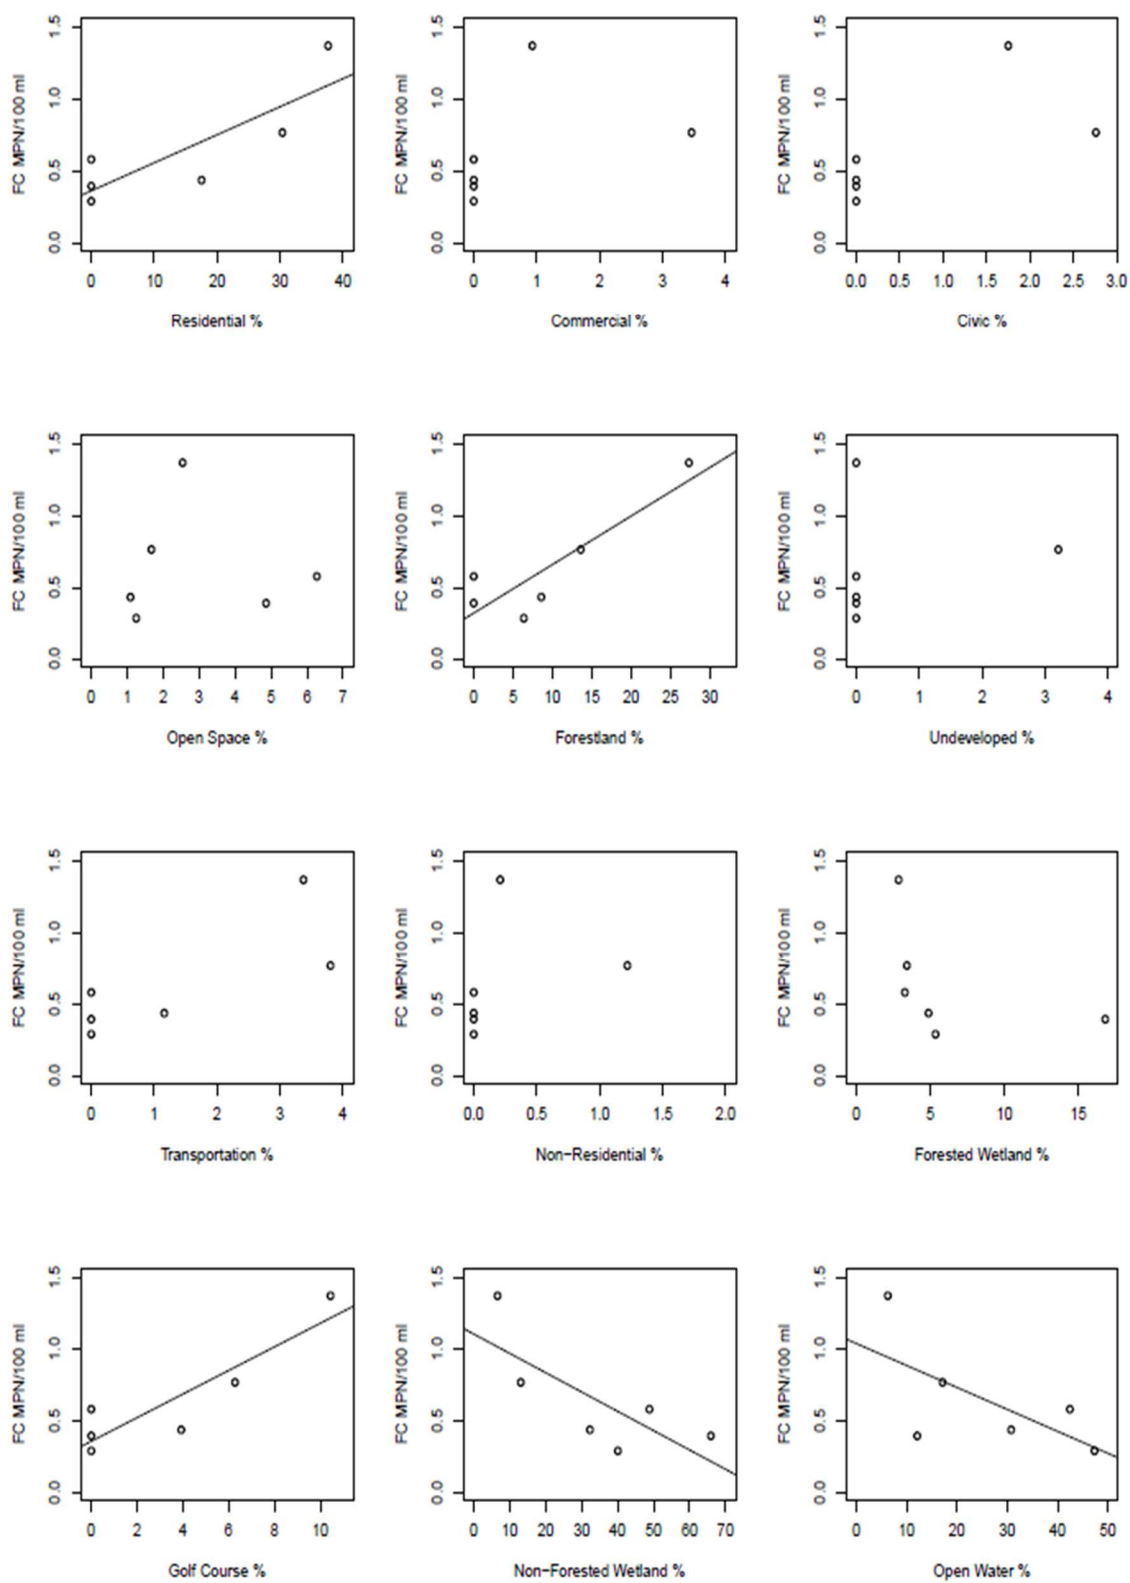 FC MPN/100 ml
1.5
1.0
0.5
0.0
0 10 20 30 40
Residential %
FC MPN/100 ml
1.5
1.0
0.5
0.0
0 1 2 3 4
Commercial %
FC MPN/100 ml
1.5
1.0
0.5
0.0
0.0 0.5 1.0 1.5 2.0 2.5 3.0
Civic %
FC MPN/100 ml
1.5
1.0
0.5
0.0
0 1 2 3 4 5 6 7
Open Space %
FC MPN/100 ml
1.5
1.0
0.5
0.0
0 5 10 15 20 25 30
Forestland %
FC MPN/100 ml
1.5
1.0
0.5
0.0
0 1 2 3 4
Undeveloped %
FC MPN/100 ml
1.5
1.0
0.5
0.0
0 1 2 3 4
Transportation %
FC MPN/100 ml
1.5
1.0
0.5
0.0
0.0 0.5 1.0 1.5 2.0
Non−Residential %
FC MPN/100 ml
1.5
1.0
0.5
0.0
0 5 10 15
Forested Wetland %
FC MPN/100 ml
1.5
1.0
0.5
0.0
0 2 4 6 8 10
Golf Course %
FC MPN/100 ml
1.5
1.0
0.5
0.0
0 10 20 30 40 50 60 70
Non−Forested Wetland %
FC MPN/100 ml
1.5
1.0
0.5
0.0
0 10 20 30 40 50
Open Water %